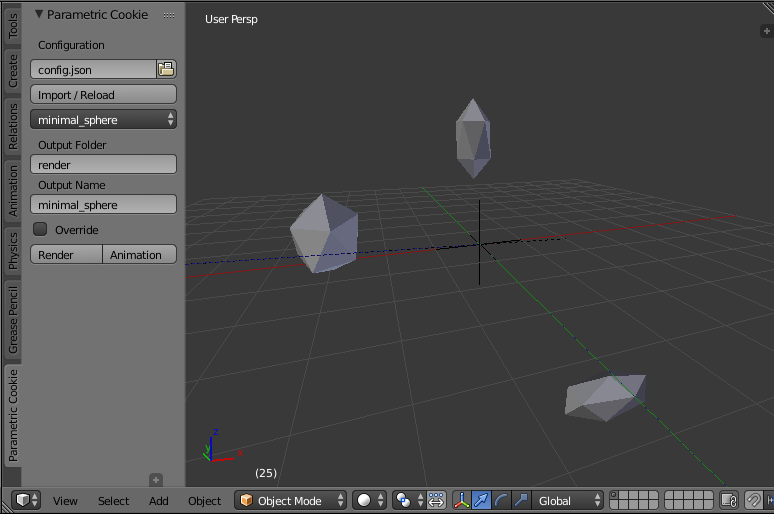 Tools
Create
Relations
Animation
Physics
Grease Pencil
Parametric Cookie
Parametric Cookie
Configuration
config.json
Import / Reload
minimal_sphere
Output Folder
render
Output Name
minimal_sphere
Override
Render Animation
User Persp
z
y
x
(25)
View Select Add Object Object Mode Global